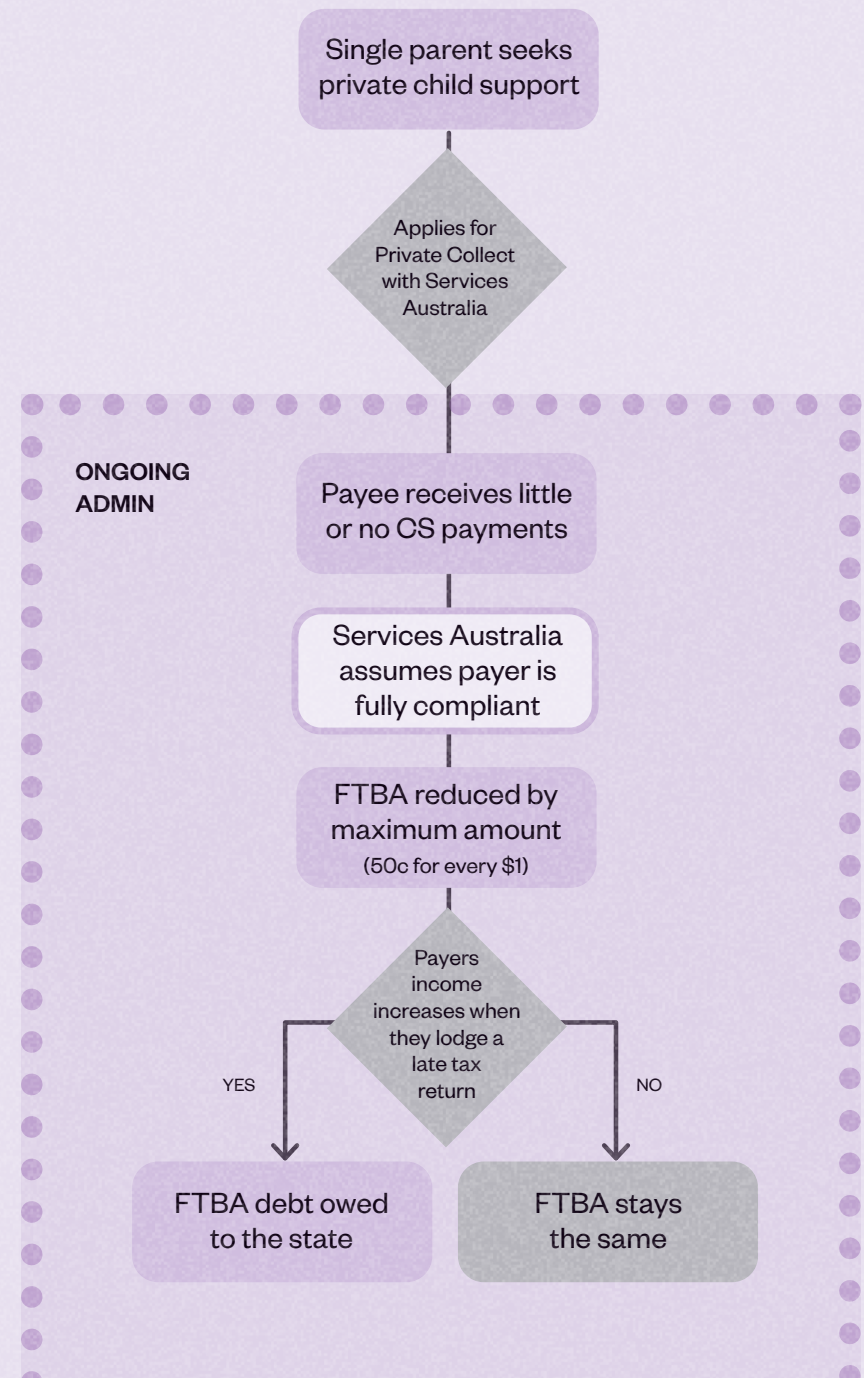 Single parent seeks
private child support
Applies for
Private Collect
with Services
Australia
ONGOING
ADMIN
Payee receives little
or no CS payments
Services Australia
assumes payer is
fully compliant
FTBA reduced by
maximum amount
(50c for every $1)
Payers
income
increases when
they lodge a
late tax
return
YES
NO
FTBA debt owed
to the state
FTBA stays
the same